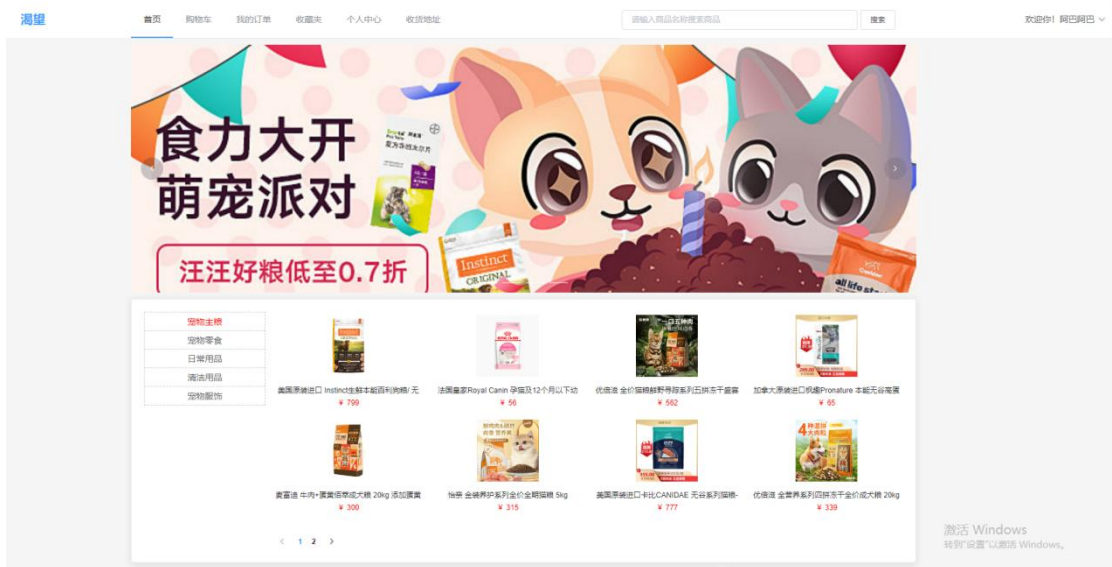 渴望
首页 购物车 我的订单 收藏夹 个人中心 收货地址 请输入商品名称搜索商品 搜索 欢迎你！阿巴阿巴
食力大开
萌宠派对
汪汪好粮低至0.7折
Instinct
ORIGINAL
宠物主粮
宠物零食
日常用品
清洁用品
宠物服饰
美国原装进口 Instinct生鲜本能百利狗粮/ 无
¥ 799
法国皇家Royal Canin 孕猫及12个月以下幼
¥ 56
优倍滋 全价猫粮鲜野寻踪系列五拼冻干盛宴
¥ 562
加拿大原装进口枫趣Pronature 本能无谷高蛋
¥ 65
麦富迪 牛肉+蛋黄倍萃成犬粮 20kg 添加蛋黄
¥ 300
怡亲 金装养护系列全价全期猫粮 5kg
¥ 315
美国原装进口卡比CANIDAE 无谷系列猫粮-
¥ 777
优倍滋 全营养系列四拼冻干全价成犬粮 20kg
¥ 339
< 1 2 >
激活 Windows
转到"设置"以激活 Windows。